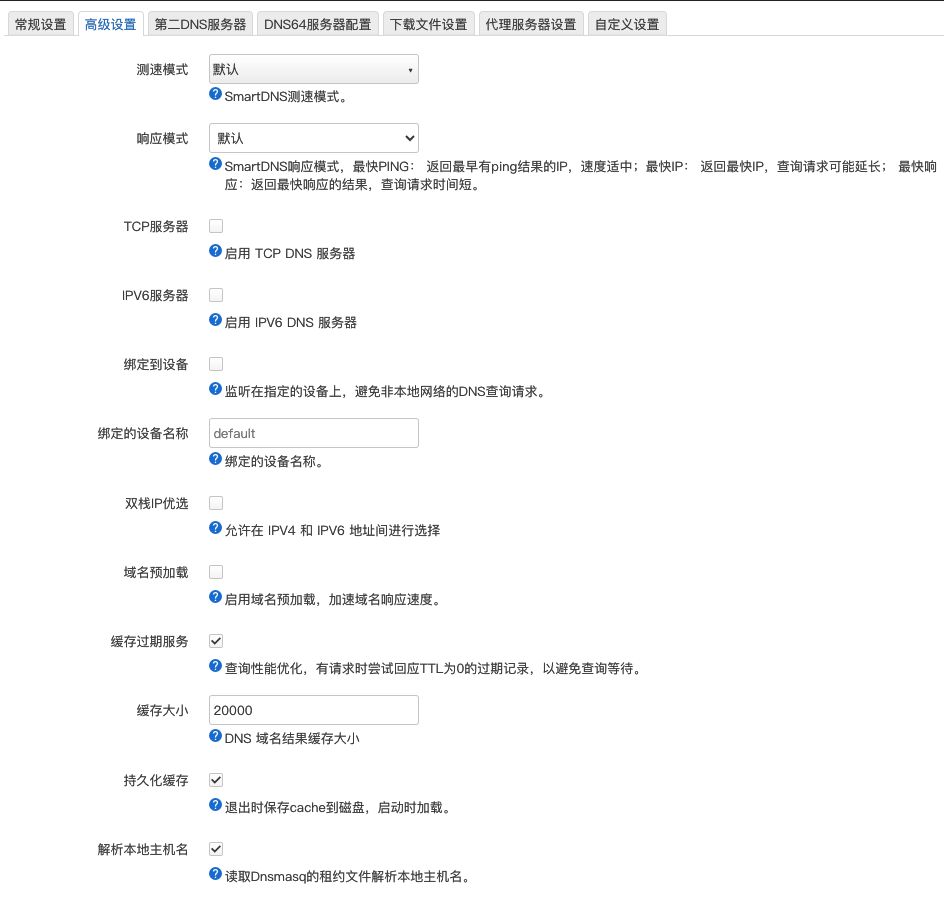 常规设置 高级设置 第二DNS服务器 DNS64服务器配置 下载文件设置 代理服务器设置 自定义设置
测速模式 默认
SmartDNS测速模式。
响应模式 默认
SmartDNS响应模式，最快PING： 返回最早有ping结果的IP，速度适中；最快IP： 返回最快IP，查询请求可能延长； 最快响
应：返回最快响应的结果，查询请求时间短。
TCP服务器
启用 TCP DNS 服务器
IPV6服务器
启用 IPV6 DNS 服务器
绑定到设备
监听在指定的设备上，避免非本地网络的DNS查询请求。
绑定的设备名称 default
绑定的设备名称。
双栈IP优选
允许在 IPV4 和 IPV6 地址间进行选择
域名预加载
启用域名预加载，加速域名响应速度。
缓存过期服务
查询性能优化，有请求时尝试回应TTL为0的过期记录，以避免查询等待。
缓存大小 20000
DNS 域名结果缓存大小
持久化缓存
退出时保存cache到磁盘，启动时加载。
解析本地主机名
读取Dnsmasq的租约文件解析本地主机名。